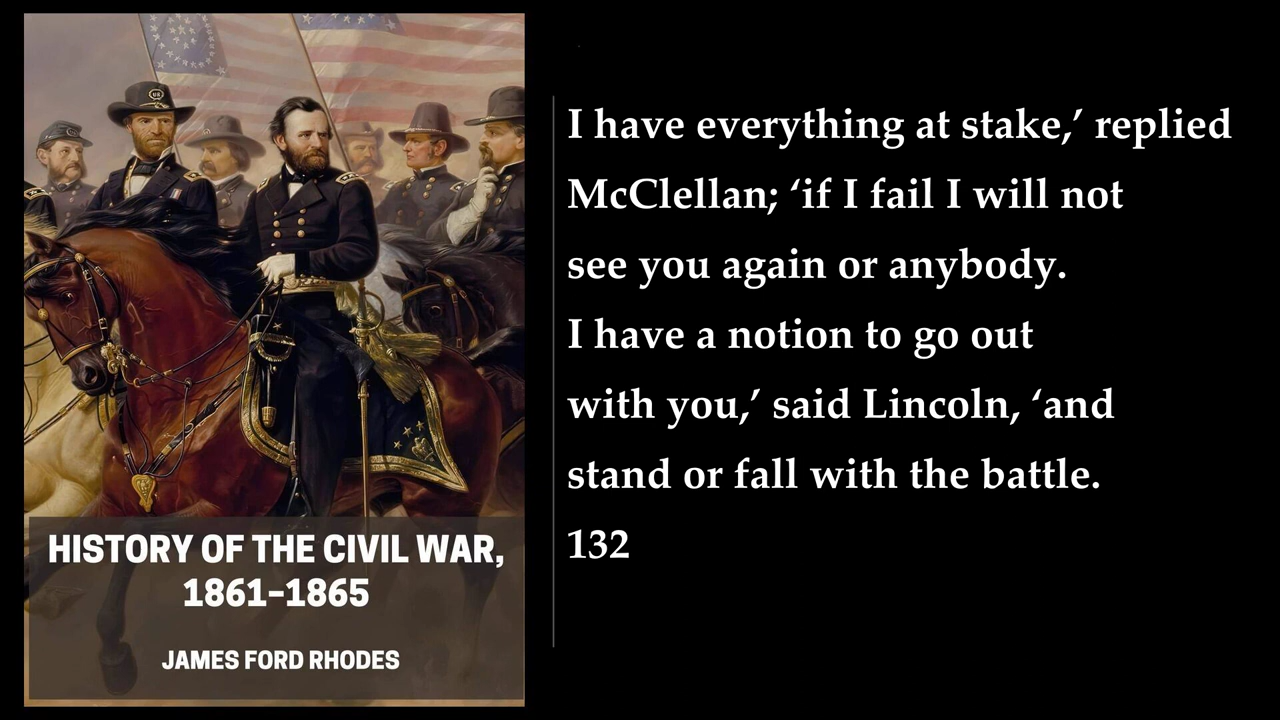 HISTORY OF THE CIVIL WAR,
1861–1865
JAMES FORD RHODES
I have everything at stake,’ replied
McClellan; ‘if I fail I will not
see you again or anybody.
I have a notion to go out
with you,’ said Lincoln, ‘and
stand or fall with the battle.
132